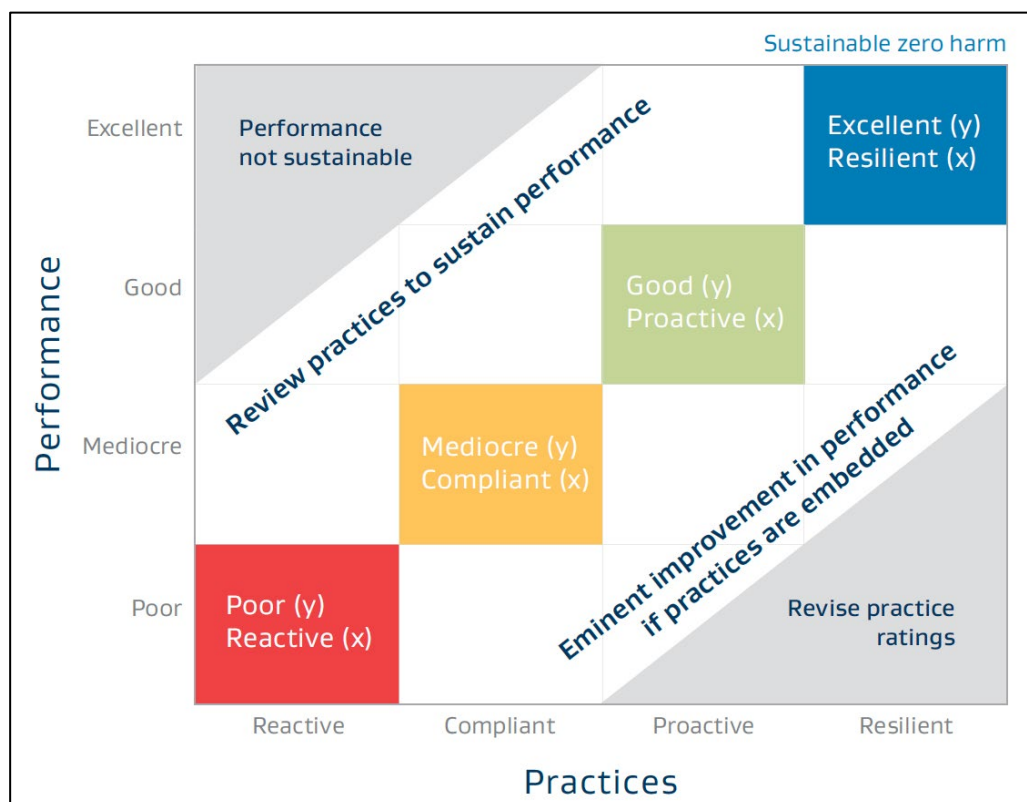 Sustainable zero harm
Performance
Excellent
Good
Mediocre
Poor
Performance
not sustainable
Review practices to sustain performance
Excellent (y)
Resilient (x)
Good (y)
Proactive (x)
Mediocre (y)
Compliant (x)
Poor (y)
Reactive (x)
Eminent improvement in performance
if practices are embedded
Revise practice
ratings
Reactive
Compliant
Proactive
Resilient
Practices